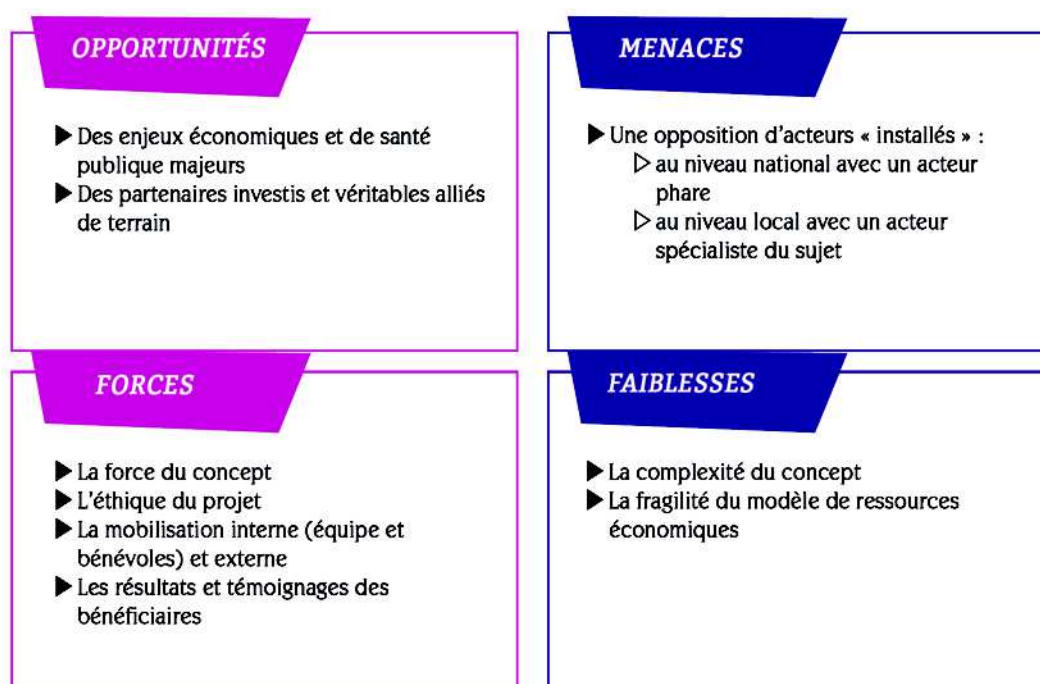 OPPORTUNITÉS
▶ Des enjeux économiques et de santé
publique majeurs
▶ Des partenaires investis et véritables alliés
de terrain
MENACES
▶ Une opposition d'acteurs « installés » :
▷ au niveau national avec un acteur
phare
▷ au niveau local avec un acteur
spécialiste du sujet
FORCES
▶ La force du concept
▶ L'éthique du projet
▶ La mobilisation interne (équipe et
bénévoles) et externe
▶ Les résultats et témoignages des
bénéficiaires
FAIBLESSES
▶ La complexité du concept
▶ La fragilité du modèle de ressources
économiques